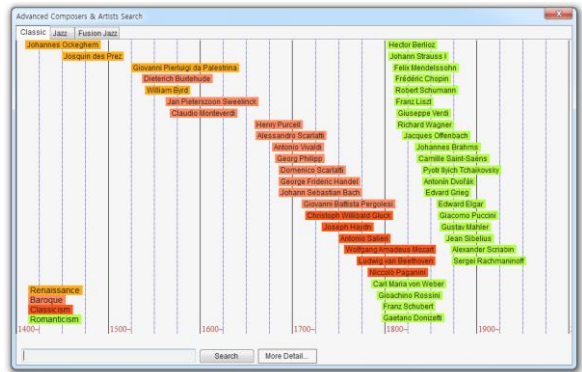 Advanced Composers & Artists Search
Classic Jazz Fusion Jazz
Johannes Ockeghem
Josquin des Prez
Giovanni Pierluigi da Palestrina
Dieterich Buxtehude
William Byrd
Jan Pieterszoon Sweelinck
Claudio Monteverdi
Henry Purcell
Alessandro Scarlatti
Antonio Vivaldi
Georg Philipp
Domenico Scarlatti
George Frideric Handel
Johann Sebastian Bach
Giovanni Battista Pergolesi
Christoph Willibald Gluck
Joseph Haydn
Antonio Salieri
Wolfgang Amadeus Mozart
Ludwig van Beethoven
Niccolo Paganini
Carl Maria von Weber
Gioachino Rossini
Franz Schubert
Gaetano Donizetti
Hector Berlioz
Johann Strauss I
Felix Mendelssohn
Frédéric Chopin
Robert Schumann
Franz Liszt
Giuseppe Verdi
Richard Wagner
Jacques Offenbach
Johannes Brahms
Camille Saint-Saëns
Pyotr Ilyich Tchaikovsky
Antonín Dvořák
Edvard Grieg
Edward Elgar
Giacomo Puccini
Gustav Mahler
Jean Sibelius
Alexander Scriabin
Sergei Rachmaninoff
Renaissance
Baroque
Classicism
Romanticism
1400 1500 1600 1700 1800 1900
Search More Detail...